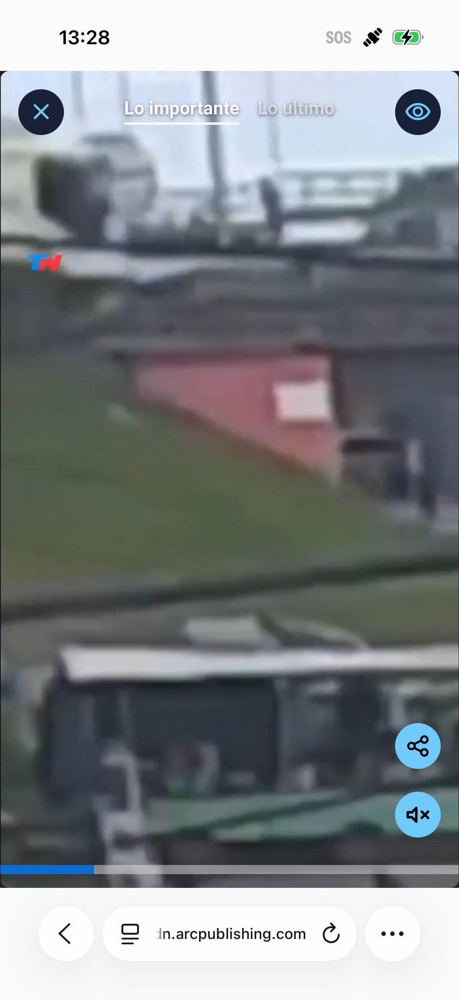 13:28 SOS
Lo importante Lo último
TN
dn.arcpublishing.com